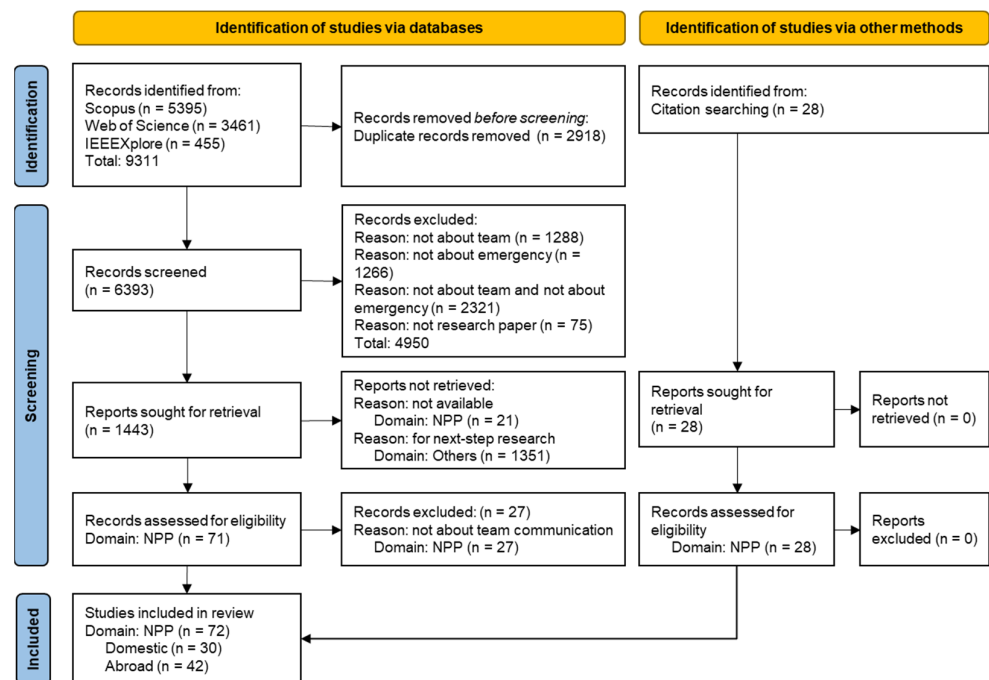 Identification of studies via databases
Identification of studies via other methods
Identification
Records identified from:
Scopus (n = 5395)
Web of Science (n = 3461)
IEEEXplore (n = 455)
Total: 9311
Records removed before screening:
Duplicate records removed (n = 2918)
Records identified from:
Citation searching (n = 28)
Screening
Records screened
(n = 6393)
Records excluded:
Reason: not about team (n = 1288)
Reason: not about emergency (n =
1266)
Reason: not about team and not about
emergency (n = 2321)
Reason: not research paper (n = 75)
Total: 4950
Reports sought for retrieval
(n = 1443)
Reports not retrieved:
Reason: not available
Domain: NPP (n = 21)
Reason: for next-step research
Domain: Others (n = 1351)
Reports sought for
retrieval
(n = 28)
Reports not
retrieved (n = 0)
Records assessed for eligibility
Domain: NPP (n = 71)
Records excluded: (n = 27)
Reason: not about team communication
Domain: NPP (n = 27)
Records assessed for
eligibility
Domain: NPP (n = 28)
Reports
excluded (n = 0)
Included
Studies included in review
Domain: NPP (n = 72)
Domestic (n = 30)
Abroad (n = 42)